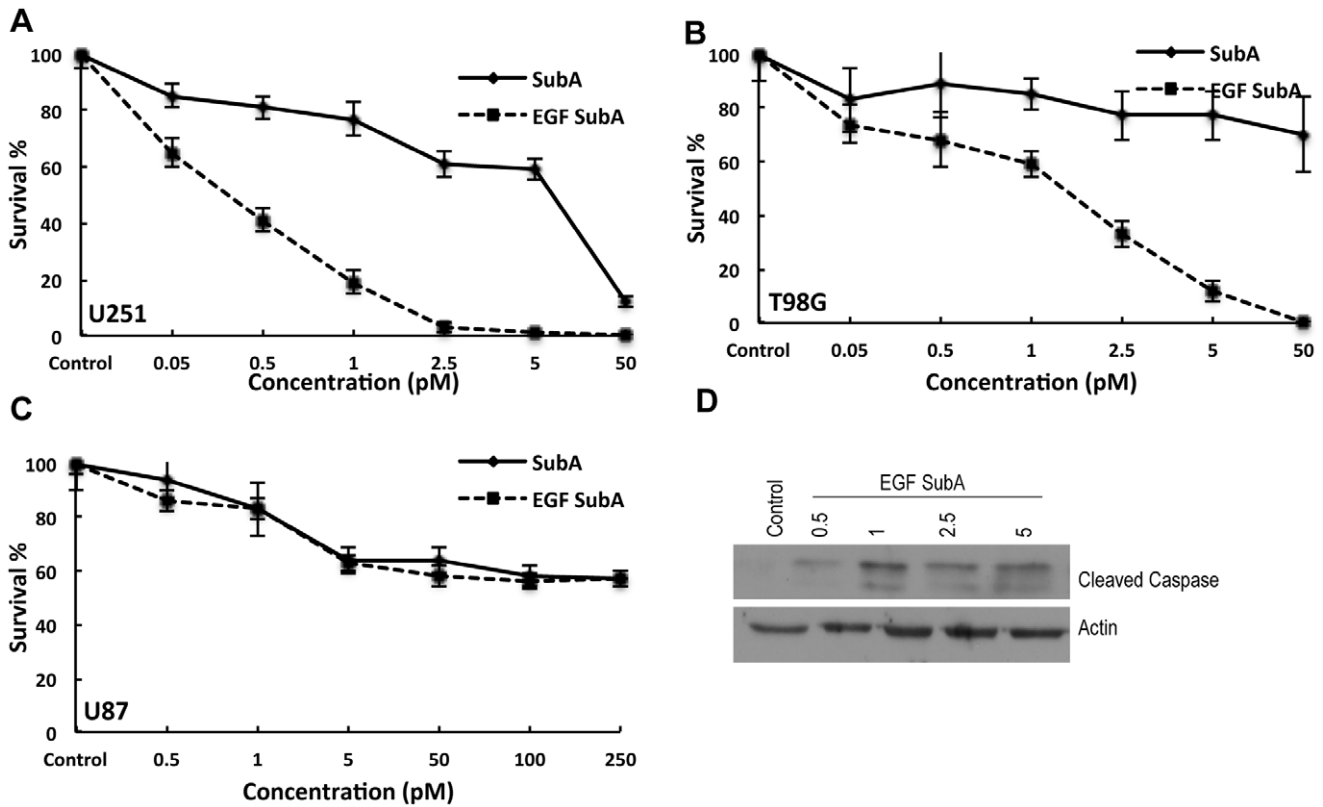 A
100
80
60
40
20
0
Survival %
SubA
EGF SubA
U251
Control 0.05 0.5 1 2.5 5 50
Concentration (pM)
B
100
80
60
40
20
0
Survival %
SubA
EGF SubA
T98G
Control 0.05 0.5 1 2.5 5 50
Concentration (pM)
C
100
80
60
40
20
0
Survival %
SubA
EGF SubA
U87
Control 0.5 1 5 50 100 250
Concentration (pM)
D
EGF SubA
Control 0.5 1 2.5 5
Cleaved Caspase
Actin